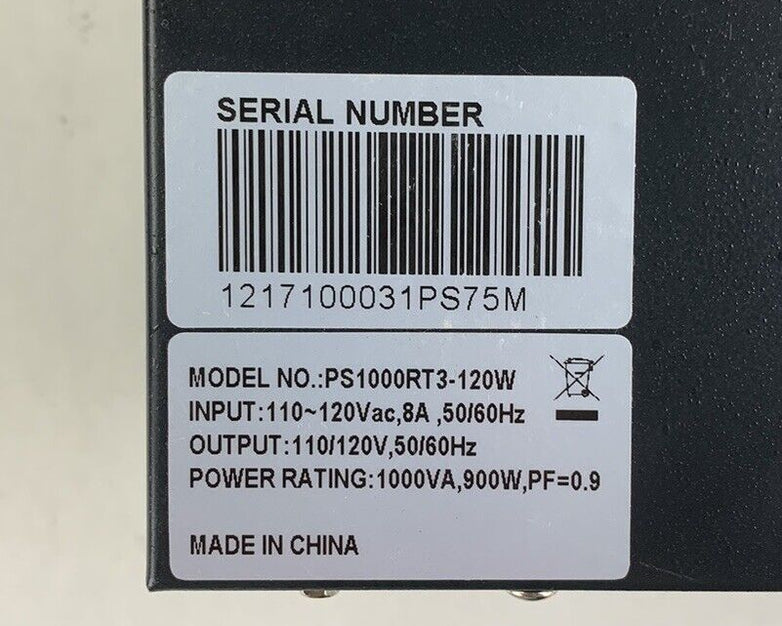 SERIAL NUMBER
1217100031PS75M
MODEL NO.:PS1000RT3-120W
INPUT:110~120Vac,8A ,50/60Hz
OUTPUT:110/120V,50/60Hz
POWER RATING:1000VA,900W,PF=0.9
MADE IN CHINA